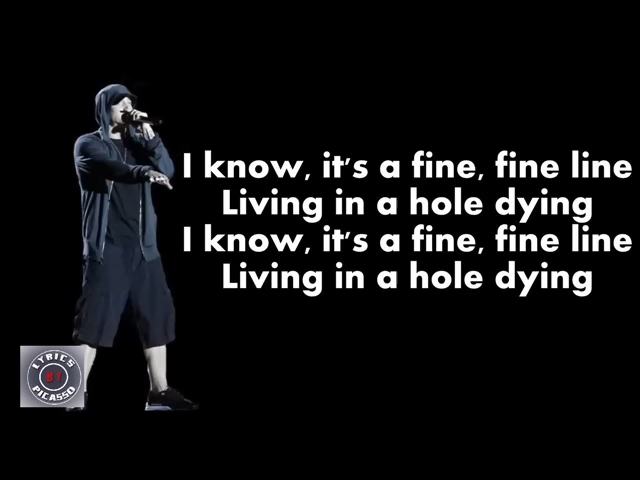 I know, it's a fine, fine line
Living in a hole dying
I know, it's a fine, fine line
Living in a hole dying
LYRICS
BY
PICASSO